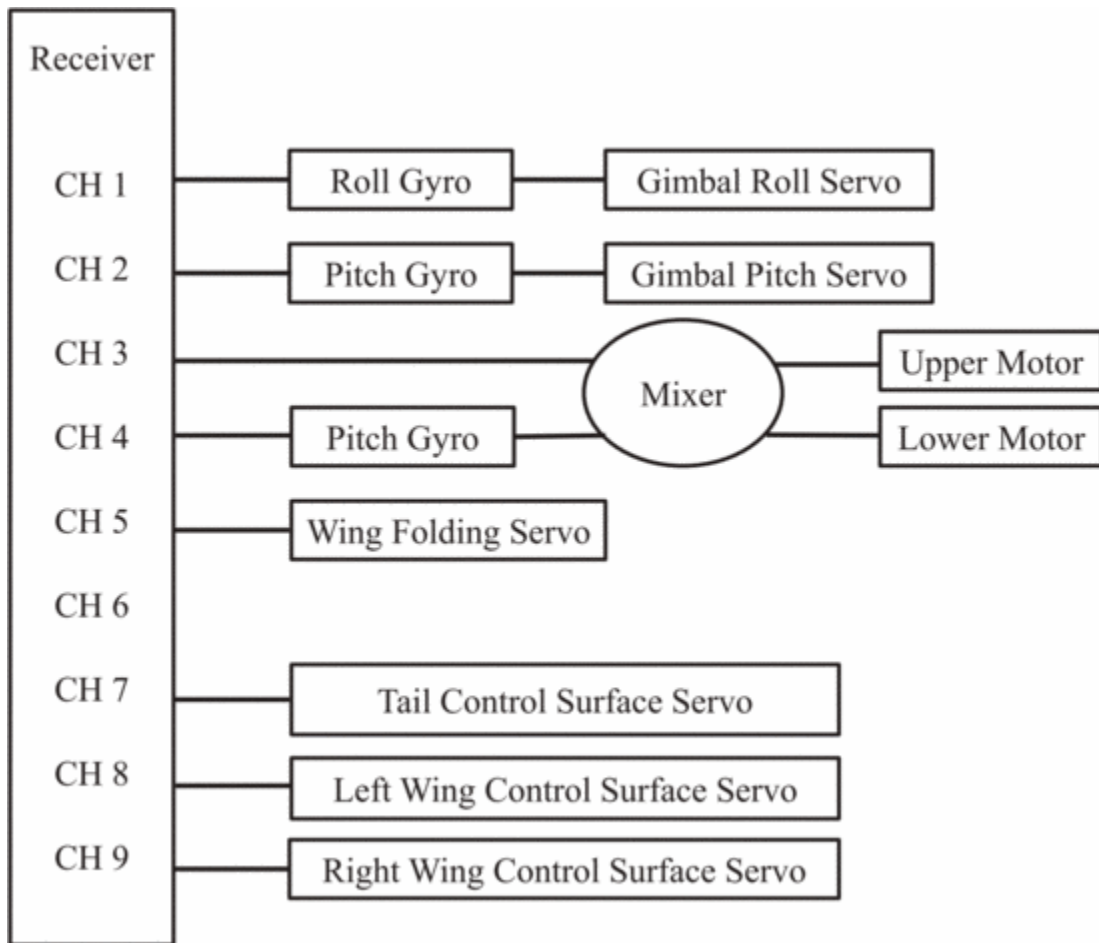 Receiver
CH 1
Roll Gyro
Gimbal Roll Servo
CH 2
Pitch Gyro
Gimbal Pitch Servo
CH 3
Mixer
Upper Motor
CH 4
Pitch Gyro
Lower Motor
CH 5
Wing Folding Servo
CH 6
CH 7
Tail Control Surface Servo
CH 8
Left Wing Control Surface Servo
CH 9
Right Wing Control Surface Servo